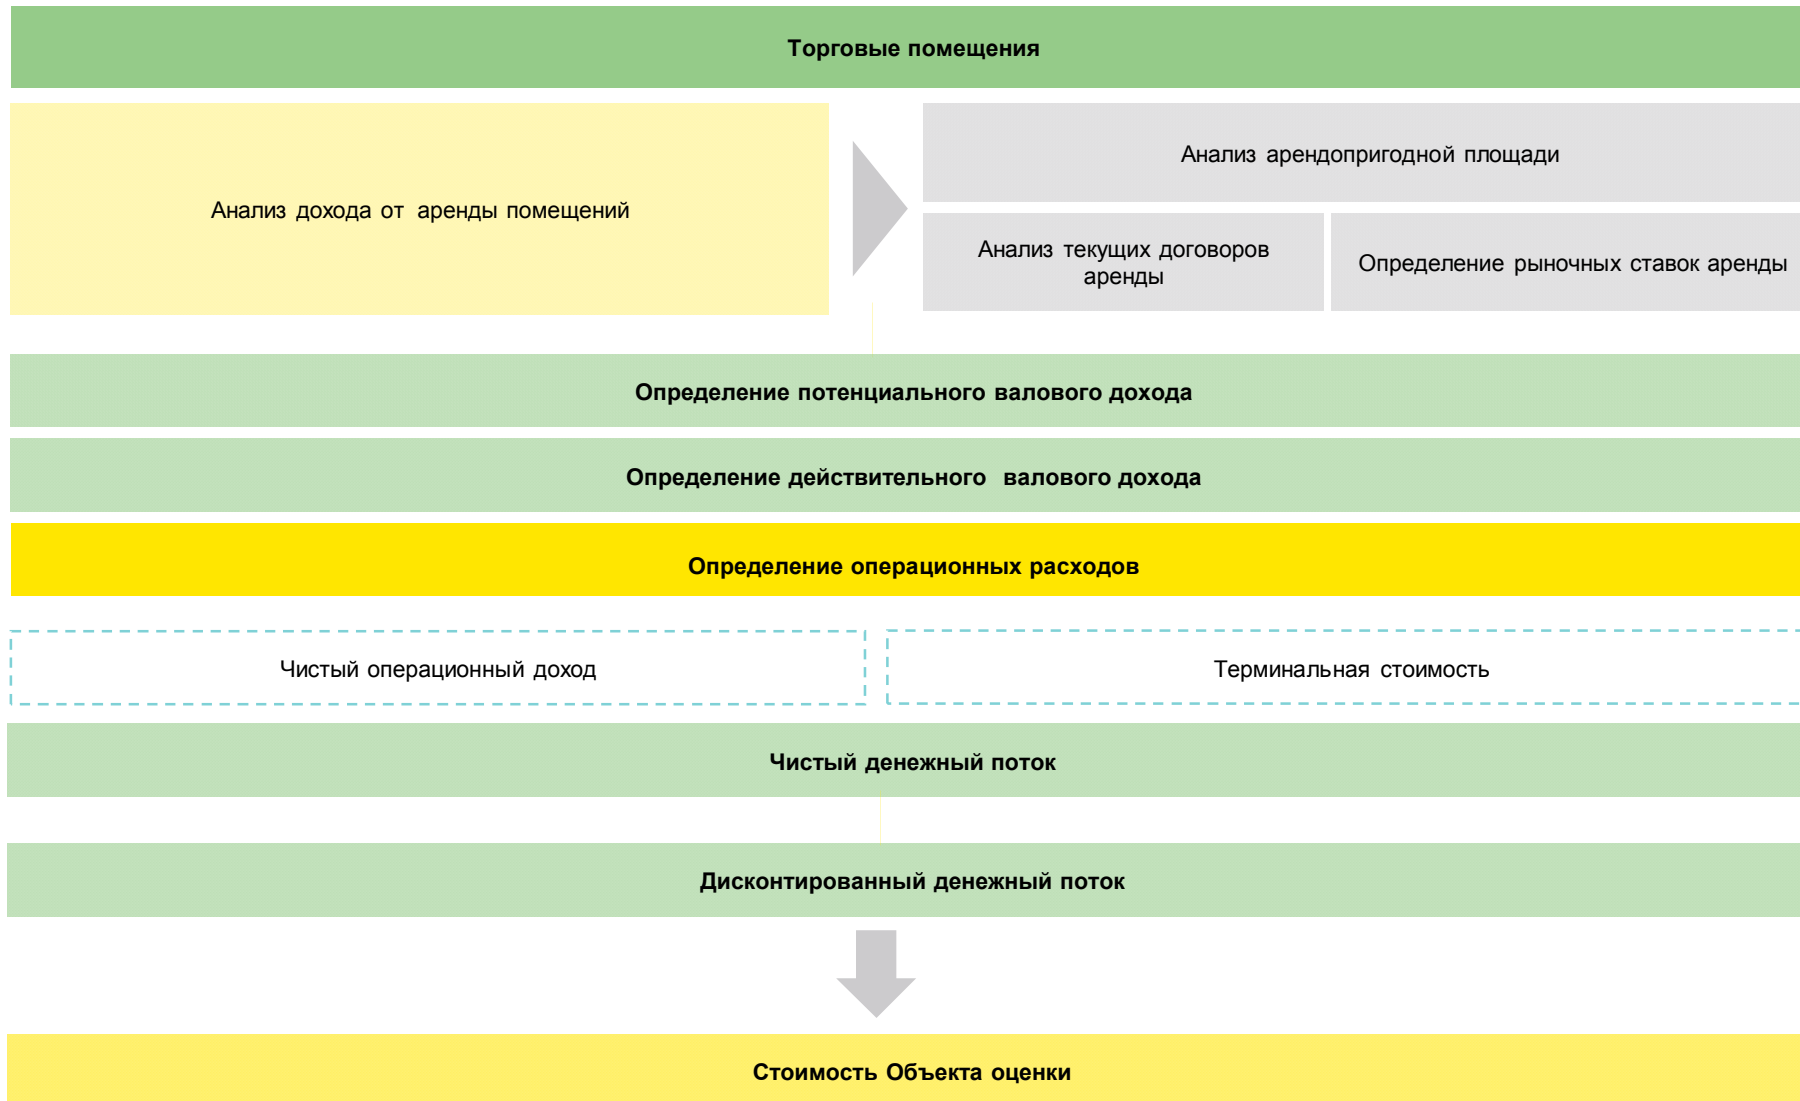 Торговые помещения
Анализ дохода от аренды помещений
Анализ арендопригодной площади
Анализ текущих договоров
аренды
Определение рыночных ставок аренды
Определение потенциального валового дохода
Определение действительного валового дохода
Определение операционных расходов
Чистый операционный доход
Терминальная стоимость
Чистый денежный поток
Дисконтированный денежный поток
Стоимость Объекта оценки